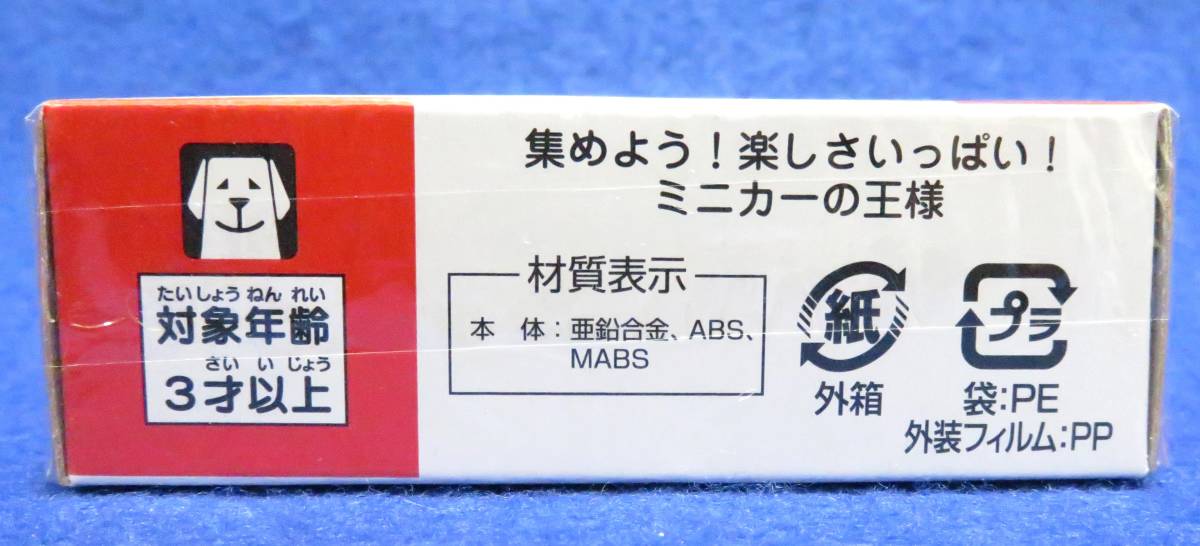 たいしょうねんれい
対象年齢
さいいじょう
3才以上
集めよう！楽しさいっぱい！
ミニカーの王様
材質表示
本 体：亜鉛合金、ABS、
MABS
紙
外箱
プラ
袋：PE
外装フィルム：PP